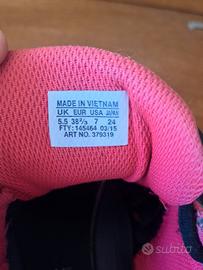 MADE IN VIETNAM
UK EUR USA JAPAN
5.5 38⅔ 7 24
FTY: 145464 03/15
ART NO. 379319
subito